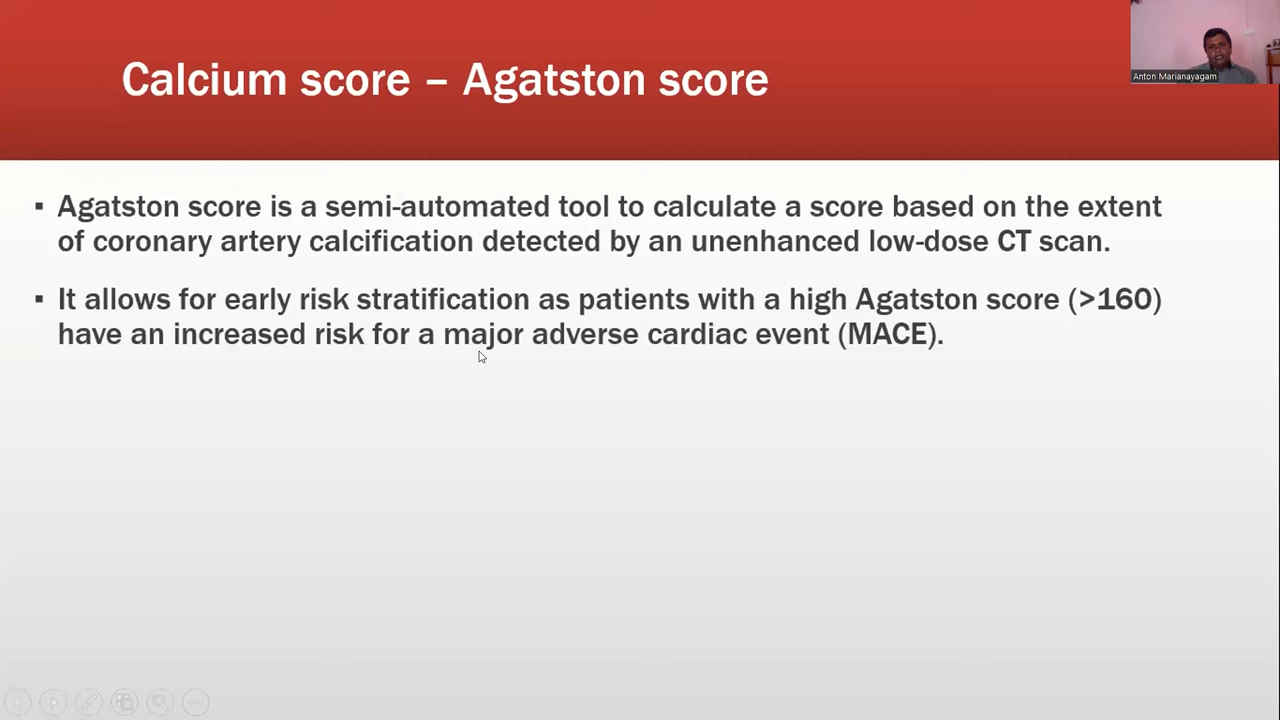 Calcium score – Agatston score
Anton Marianayagam
▪ Agatston score is a semi-automated tool to calculate a score based on the extent
of coronary artery calcification detected by an unenhanced low-dose CT scan.
▪ It allows for early risk stratification as patients with a high Agatston score (>160)
have an increased risk for a major adverse cardiac event (MACE).